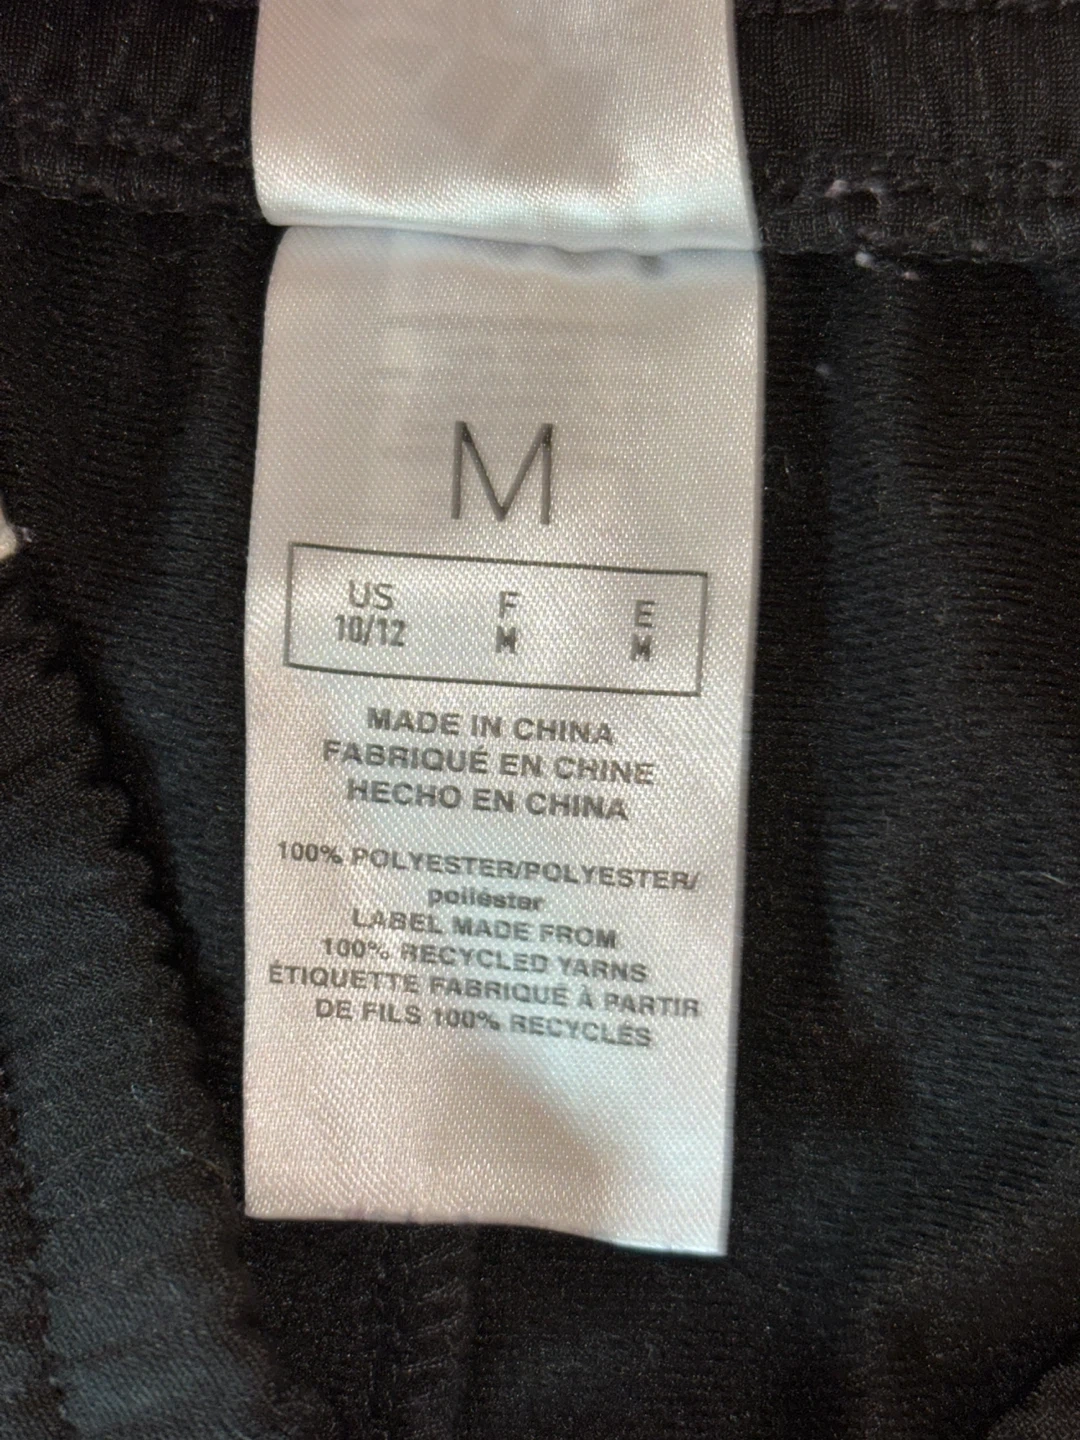 M
US F E
10/12 M M
MADE IN CHINA
FABRIQUÉ EN CHINE
HECHO EN CHINA
100% POLYESTER/POLYESTER/
poliéster
LABEL MADE FROM
100% RECYCLED YARNS
ÉTIQUETTE FABRIQUÉ À PARTIR
DE FILS 100% RECYCLÉS